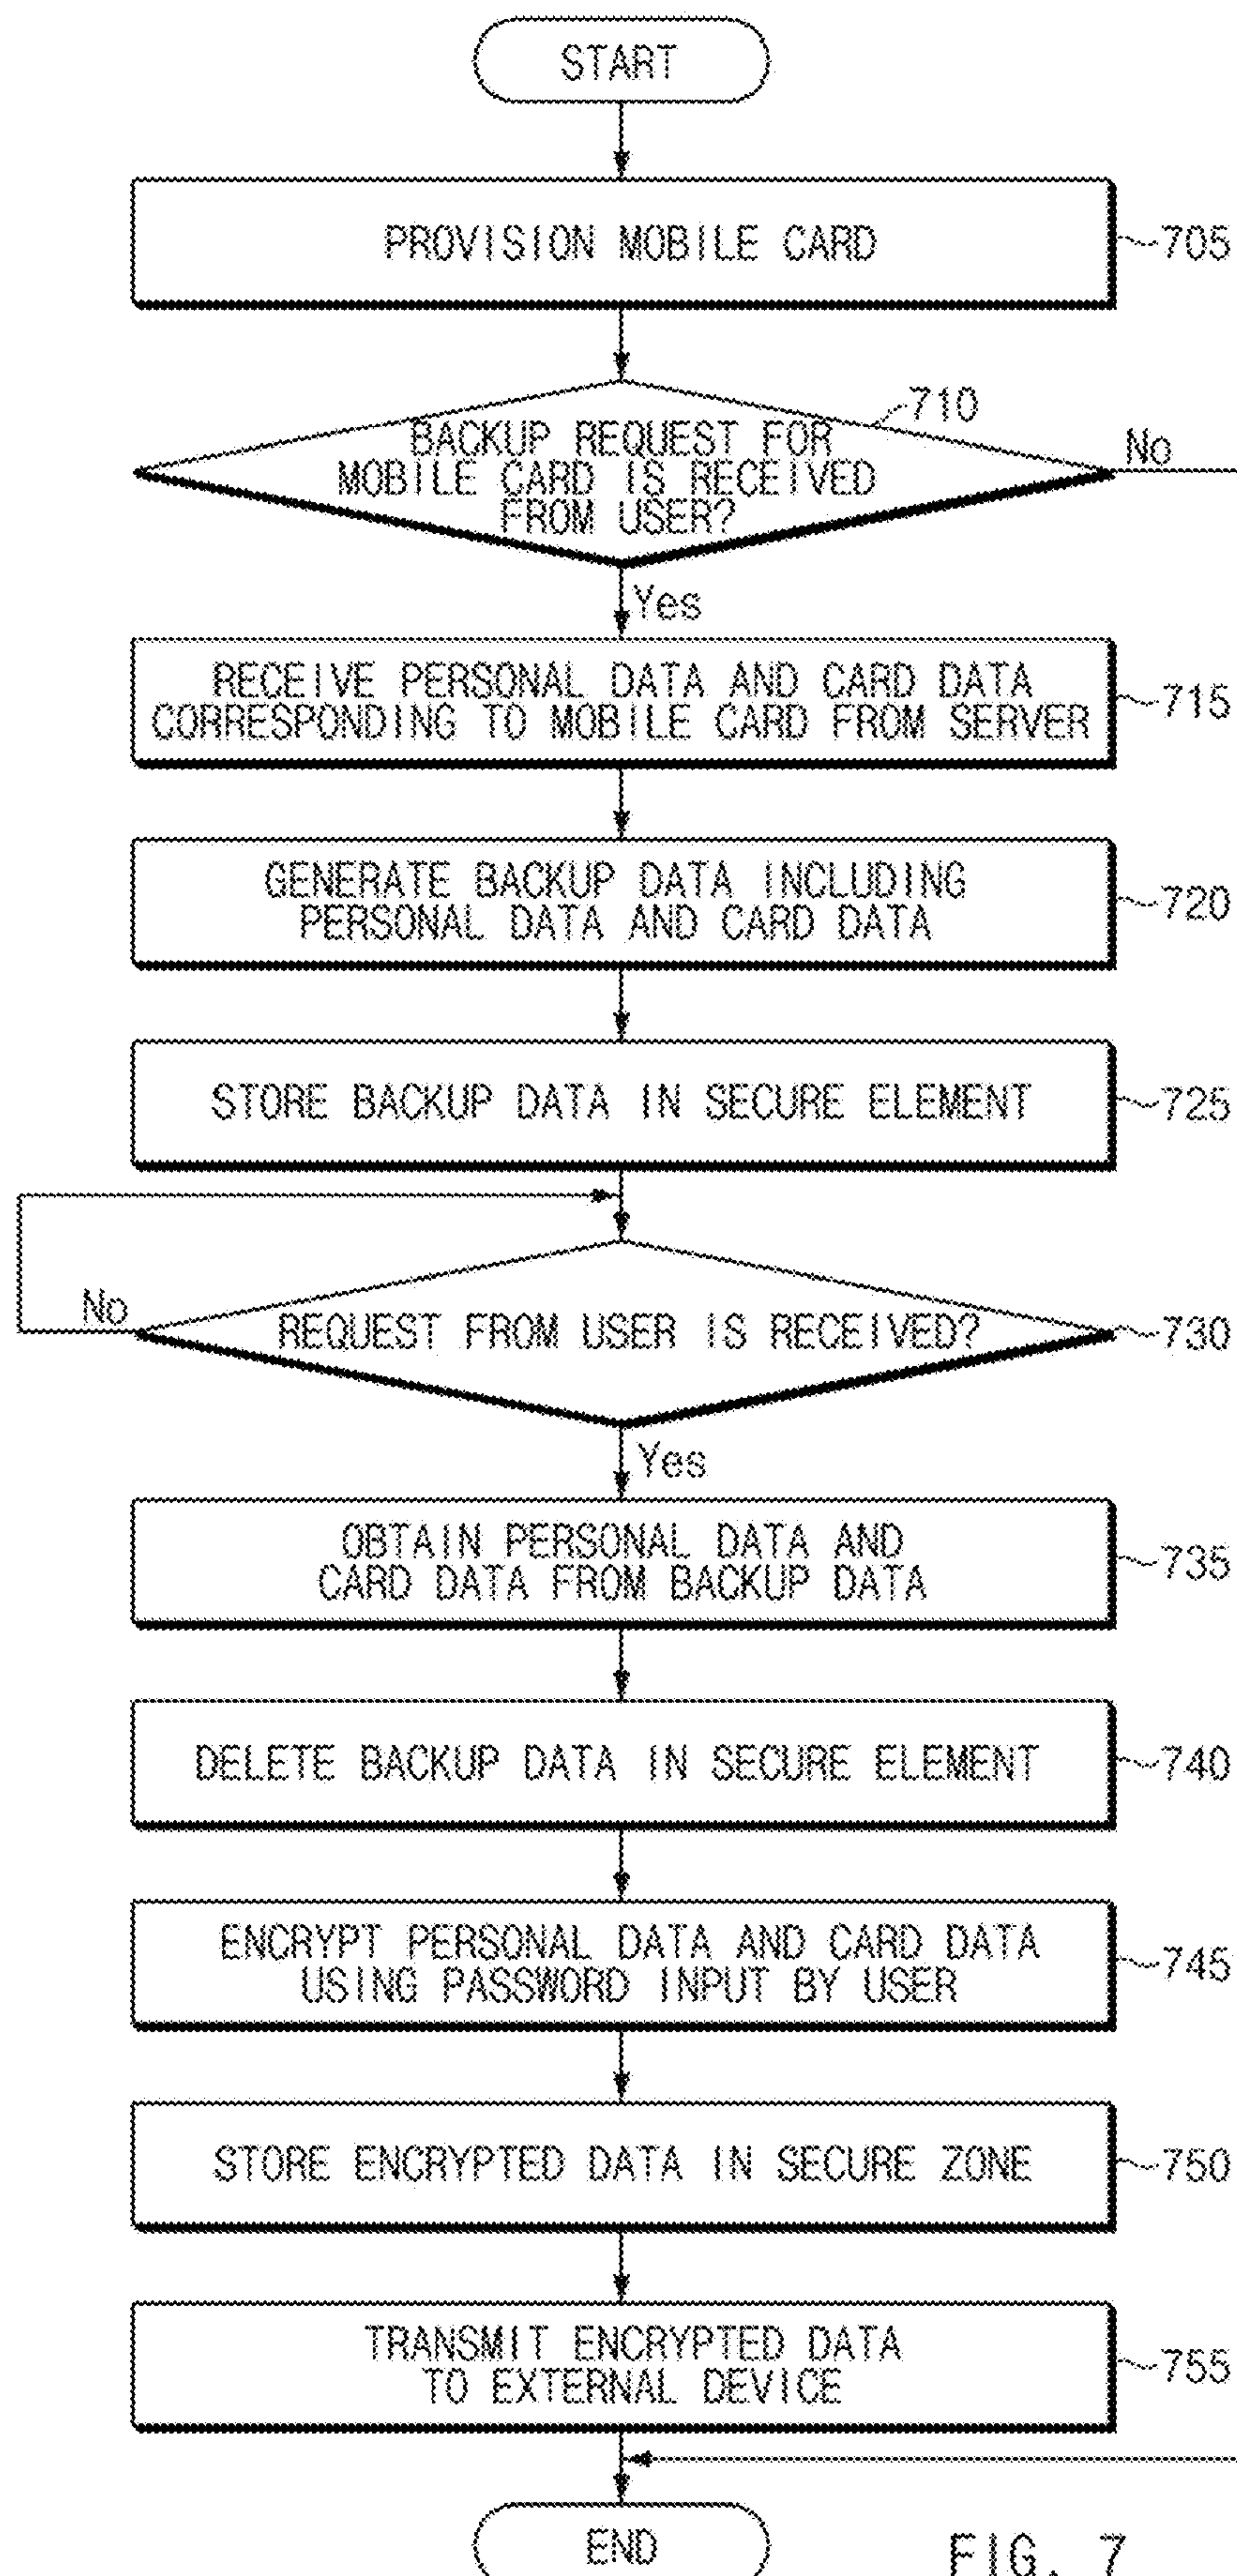 START
PROVISION MOBILE CARD
705
710
BACKUP REQUEST FOR
MOBILE CARD IS RECEIVED
FROM USER?
No
Yes
RECEIVE PERSONAL DATA AND CARD DATA
CORRESPONDING TO MOBILE CARD FROM SERVER
715
GENERATE BACKUP DATA INCLUDING
PERSONAL DATA AND CARD DATA
720
STORE BACKUP DATA IN SECURE ELEMENT
725
No
REQUEST FROM USER IS RECEIVED?
730
Yes
OBTAIN PERSONAL DATA AND
CARD DATA FROM BACKUP DATA
735
DELETE BACKUP DATA IN SECURE ELEMENT
740
ENCRYPT PERSONAL DATA AND CARD DATA
USING PASSWORD INPUT BY USER
745
STORE ENCRYPTED DATA IN SECURE ZONE
750
TRANSMIT ENCRYPTED DATA
TO EXTERNAL DEVICE
755
END
FIG. 7